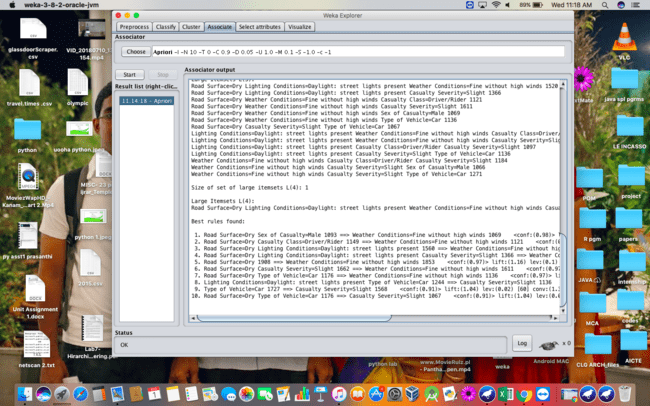 weka-3-8-2-oracle-jvm
69%
Wed 11:18 AM
Weka Explorer
Preprocess Classify Cluster Associate Select attributes Visualize
Associator
Choose Apriori -I -N 10 -T 0 -C 0.9 -D 0.05 -U 1.0 -M 0.1 -S -1.0 -c -1
Start Stop
Associator output
Result list (right-clic...
11:14:18 - Apriori
Road Surface=Dry Lighting Conditions=Daylight: street lights present Weather Conditions=Fine without high winds 1520
Road Surface=Dry Lighting Conditions=Daylight: street lights present Casualty Severity=Slight 1366
Road Surface=Dry Weather Conditions=Fine without high winds Casualty Class=Driver/Rider 1121
Road Surface=Dry Weather Conditions=Fine without high winds Casualty Severity=Slight 1611
Road Surface=Dry Weather Conditions=Fine without high winds Sex of Casualty=Male 1069
Road Surface=Dry Weather Conditions=Fine without high winds Type of Vehicle=Car 1136
Road Surface=Dry Casualty Severity=Slight Type of Vehicle=Car 1067
Lighting Conditions=Daylight: street lights present Weather Conditions=Fine without high winds Casualty Class=Driver/
Lighting Conditions=Daylight: street lights present Weather Conditions=Fine without high winds Casualty Severity=Slig
Lighting Conditions=Daylight: street lights present Casualty Class=Driver/Rider Casualty Severity=Slight 1097
Lighting Conditions=Daylight: street lights present Casualty Severity=Slight Type of Vehicle=Car 1136
Weather Conditions=Fine without high winds Casualty Class=Driver/Rider Casualty Severity=Slight 1184
Weather Conditions=Fine without high winds Casualty Severity=Slight Sex of Casualty=Male 1066
Weather Conditions=Fine without high winds Casualty Severity=Slight Type of Vehicle=Car 1271
Size of set of large itemsets L(4): 1
Large Itemsets L(4):
Road Surface=Dry Lighting Conditions=Daylight: street lights present Weather Conditions=Fine without high winds Casual
Best rules found:
1. Road Surface=Dry Sex of Casualty=Male 1093 ==> Weather Conditions=Fine without high winds 1069 <conf:(0.98)>
2. Road Surface=Dry Casualty Class=Driver/Rider 1149 ==> Weather Conditions=Fine without high winds 1121 <conf:(0
3. Road Surface=Dry Lighting Conditions=Daylight: street lights present 1560 ==> Weather Conditions=Fine without hig
4. Road Surface=Dry Lighting Conditions=Daylight: street lights present Casualty Severity=Slight 1366 ==> Weather Co
5. Road Surface=Dry 1908 ==> Weather Conditions=Fine without high winds 1853 <conf:(0.97)> lift:(1.16) lev:(0.1)
6. Road Surface=Dry Casualty Severity=Slight 1662 ==> Weather Conditions=Fine without high winds 1611 <conf:(0.97)
7. Road Surface=Dry Type of Vehicle=Car 1176 ==> Weather Conditions=Fine without high winds 1136 <conf:(0.97)>
8. Lighting Conditions=Daylight: street lights present Type of Vehicle=Car 1244 ==> Casualty Severity=Slight 1136
9. Type of Vehicle=Car 1727 ==> Casualty Severity=Slight 1568 <conf:(0.91)> lift:(1.04) lev:(0.02) [60] conv:(1.
10. Road Surface=Dry Type of Vehicle=Car 1176 ==> Casualty Severity=Slight 1067 <conf:(0.91)> lift:(1.04) lev:(0.
Status
OK
Log
x 0
glassdoorScraper.csv
VID_20180710_13
154.mp4
travel.times.csv
olympic
python
uooha python.jpeg
MoviezWapHD
MISC- 23
python 1.jpeg
py asst1 prasanthi
Unit Assignment
1.docx
netscan 2.txt
Lab7-
VLC
java spl pgrms
LE INCASSO
project
R pgm
papers
JAVA
MCA
codes
CLG ARCH_files
AICTE
python lab
www.MovieRulz.pl
weka
Android MAC